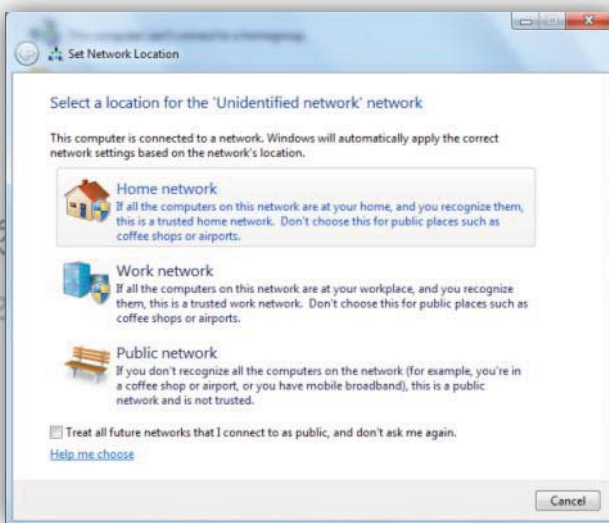 Set Network Location
Select a location for the 'Unidentified network' network
This computer is connected to a network. Windows will automatically apply the correct
network settings based on the network's location.
Home network
If all the computers on this network are at your home, and you recognize them,
this is a trusted home network.  Don't choose this for public places such as
coffee shops or airports.
Work network
If all the computers on this network are at your workplace, and you recognize
them, this is a trusted work network.  Don't choose this for public places such as
coffee shops or airports.
Public network
If you don't recognize all the computers on the network (for example, you're in
a coffee shop or airport, or you have mobile broadband), this is a public
network and is not trusted.
Treat all future networks that I connect to as public, and don't ask me again.
Help me choose
Cancel